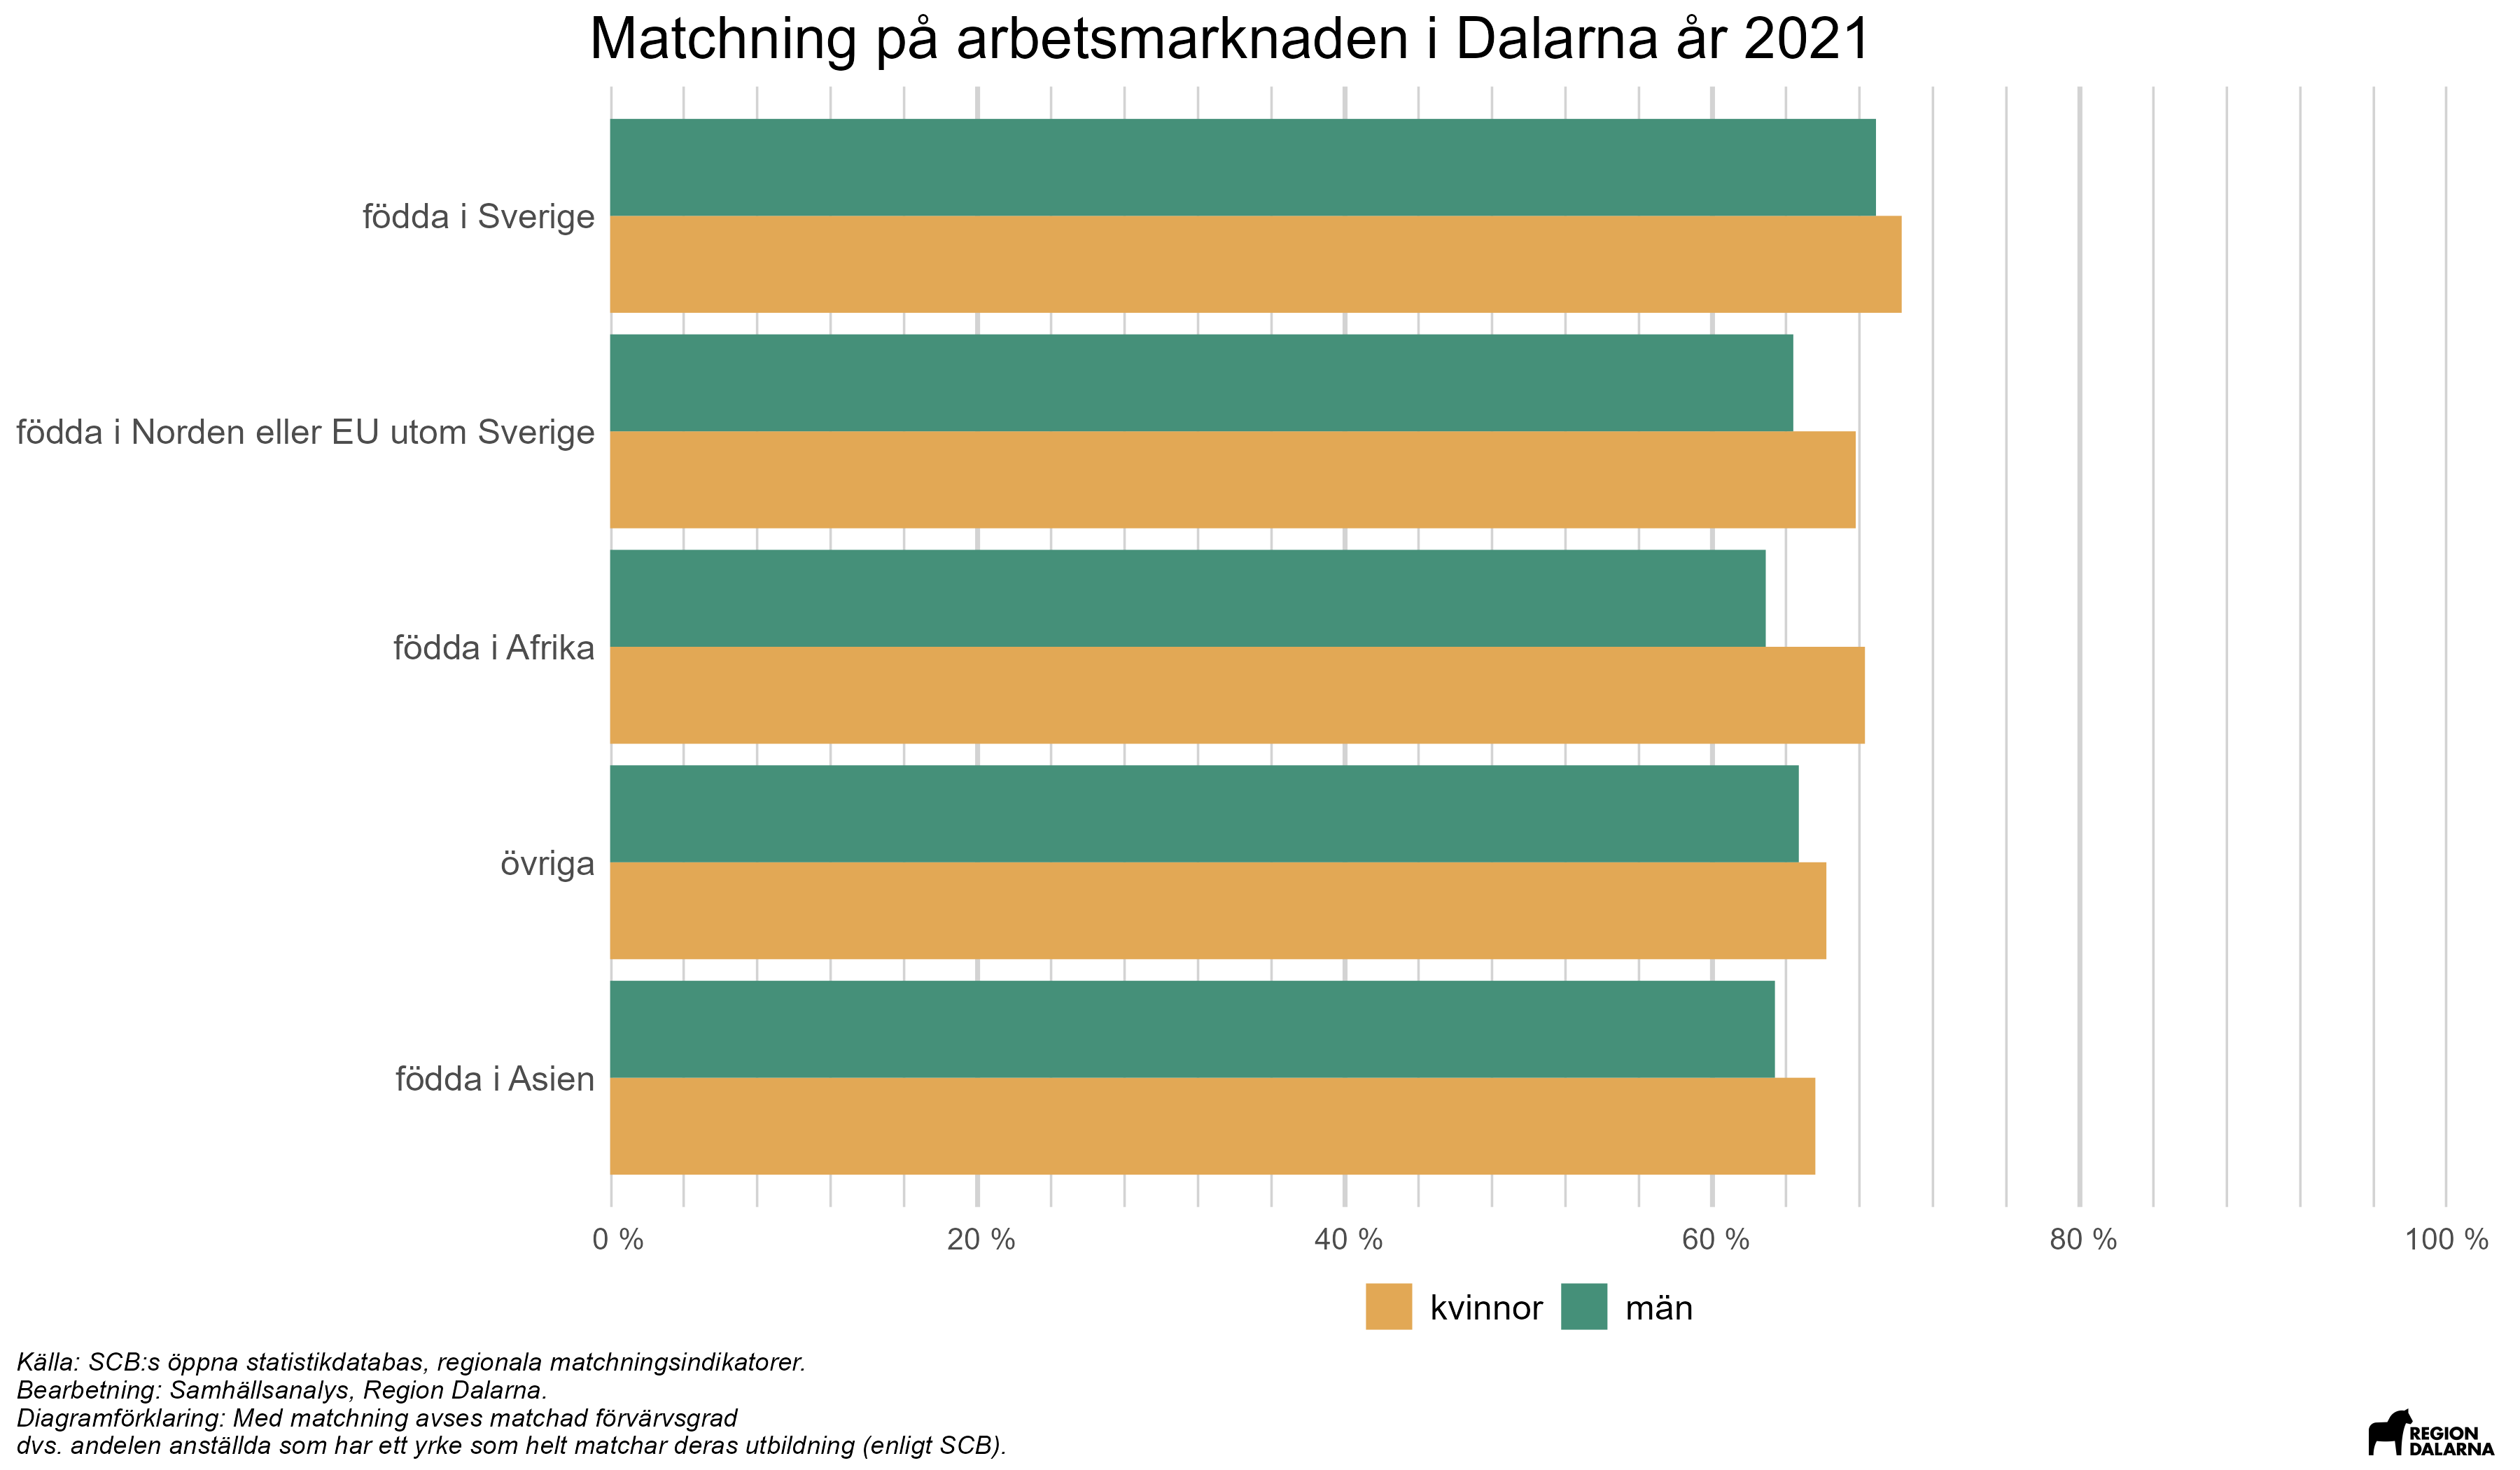 Matchning på arbetsmarknaden i Dalarna år 2021
födda i Sverige
födda i Norden eller EU utom Sverige
födda i Afrika
övriga
födda i Asien
0 % 20 % 40 % 60 % 80 % 100 %
kvinnor män
Källa: SCB:s öppna statistikdatabas, regionala matchningsindikatorer.
Bearbetning: Samhällsanalys, Region Dalarna.
Diagramförklaring: Med matchning avses matchad förvärvsgrad
dvs. andelen anställda som har ett yrke som helt matchar deras utbildning (enligt SCB).
REGION
DALARNA